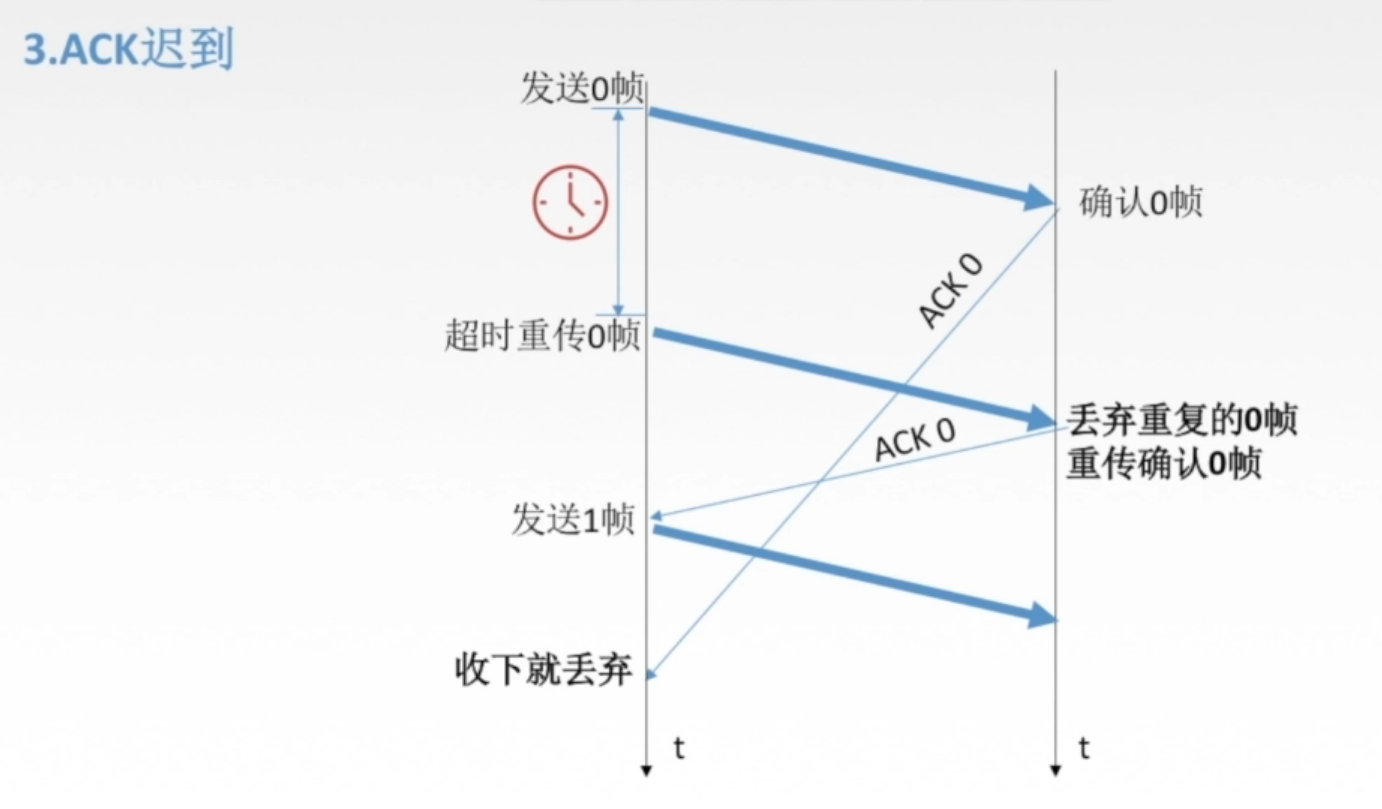 3.ACK迟到
发送0帧
确认0帧
ACK 0
超时重传0帧
丢弃重复的0帧
重传确认0帧
ACK 0
发送1帧
收下就丢弃
t
t